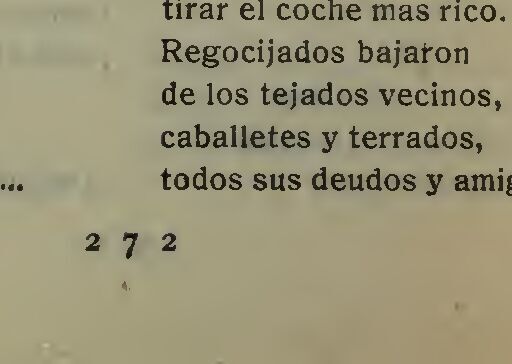 tirar el coche mas rico.
Regocijados bajaron
de los tejados vecinos,
caballetes y terrados,
... todos sus deudos y amig
2 7 2